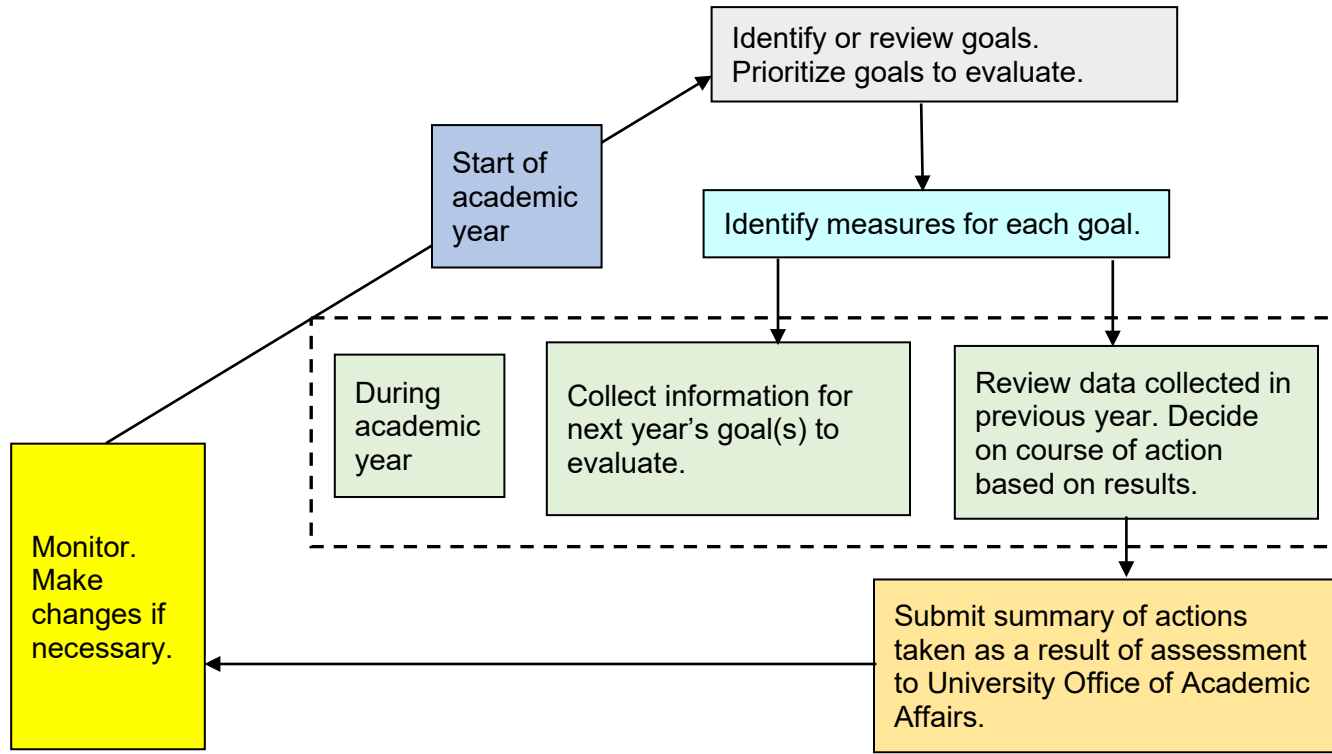 Identify or review goals.
Prioritize goals to evaluate.
Start of
academic
year
Identify measures for each goal.
During
academic
year
Collect information for
next year’s goal(s) to
evaluate.
Review data collected in
previous year. Decide
on course of action
based on results.
Monitor.
Make
changes if
necessary.
Submit summary of actions
taken as a result of assessment
to University Office of Academic
Affairs.